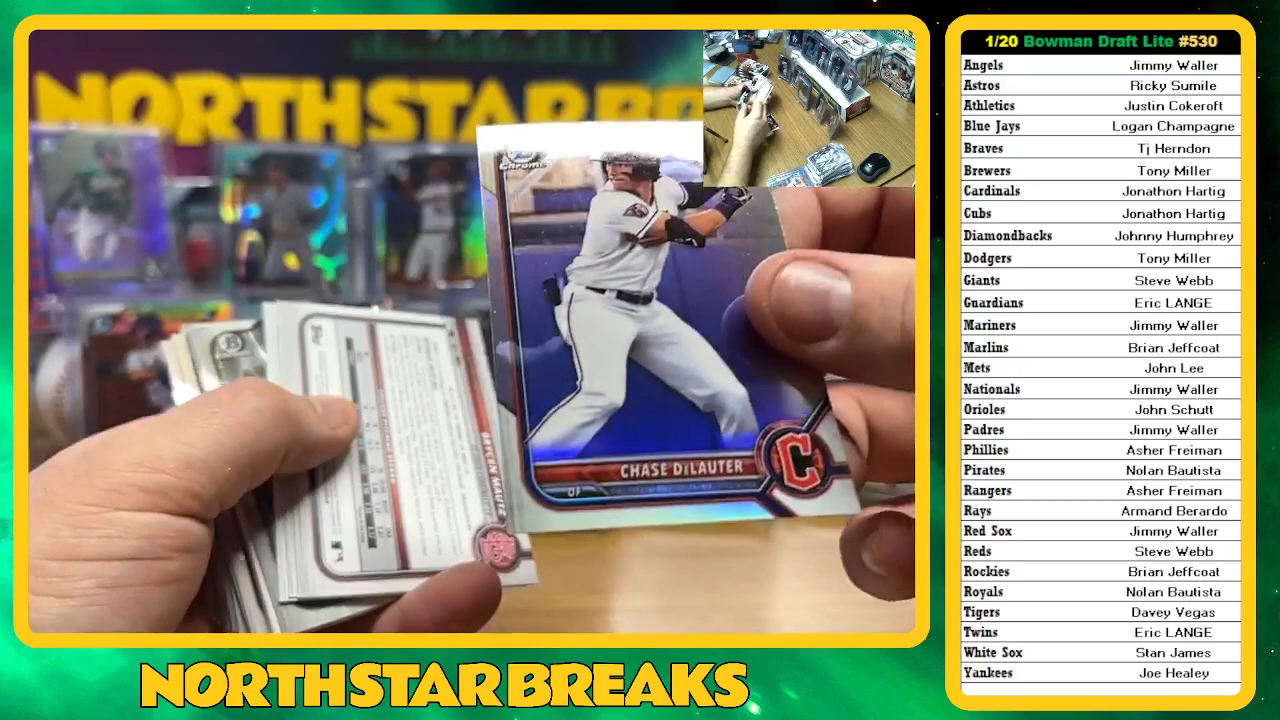 NORTHSTAR BR
Chrome
CHASE DeLAUTER
OF
C
1/20 Bowman Draft Lite #530
Angels Jimmy Waller
Astros Ricky Sumile
Athletics Justin Cokeroft
Blue Jays Logan Champagne
Braves Tj Herndon
Brewers Tony Miller
Cardinals Jonathon Hartig
Cubs Jonathon Hartig
Diamondbacks Johnny Humphrey
Dodgers Tony Miller
Giants Steve Webb
Guardians Eric LANGE
Mariners Jimmy Waller
Marlins Brian Jeffcoat
Mets John Lee
Nationals Jimmy Waller
Orioles John Schutt
Padres Jimmy Waller
Phillies Asher Freiman
Pirates Nolan Bautista
Rangers Asher Freiman
Rays Armand Berardo
Red Sox Jimmy Waller
Reds Steve Webb
Rockies Brian Jeffcoat
Royals Nolan Bautista
Tigers Davey Vegas
Twins Eric LANGE
White Sox Stan James
Yankees Joe Healey
NORTHSTAR BREAKS